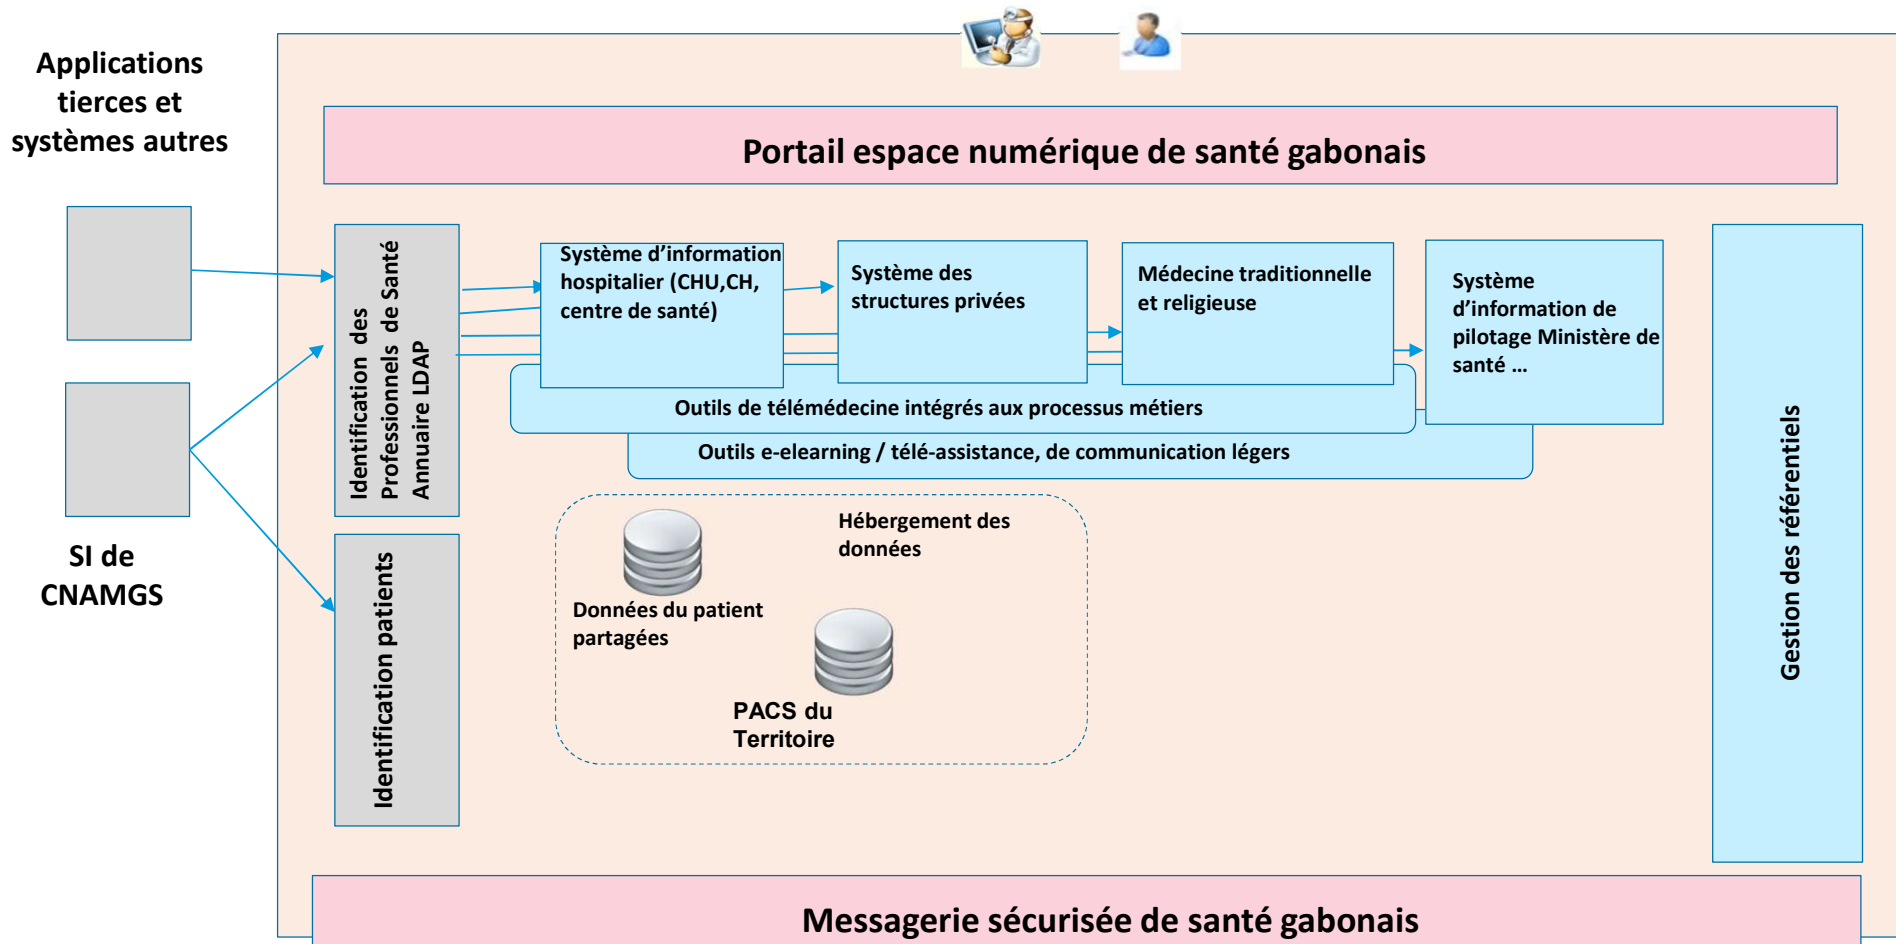 Applications
tierces et
systèmes autres
Portail espace numérique de santé gabonais
Identification des
Professionnels de Santé
Annuaire LDAP
Système d’information
hospitalier (CHU,CH,
centre de santé)
Système des
structures privées
Médecine traditionnelle
et religieuse
Système
d’information de
pilotage Ministère de
santé ...
Outils de télémédecine intégrés aux processus métiers
Outils e-elearning / télé-assistance, de communication légers
SI de
CNAMGS
Identification patients
Hébergement des
données
Données du patient
partagées
PACS du
Territoire
Gestion des référentiels
Messagerie sécurisée de santé gabonais